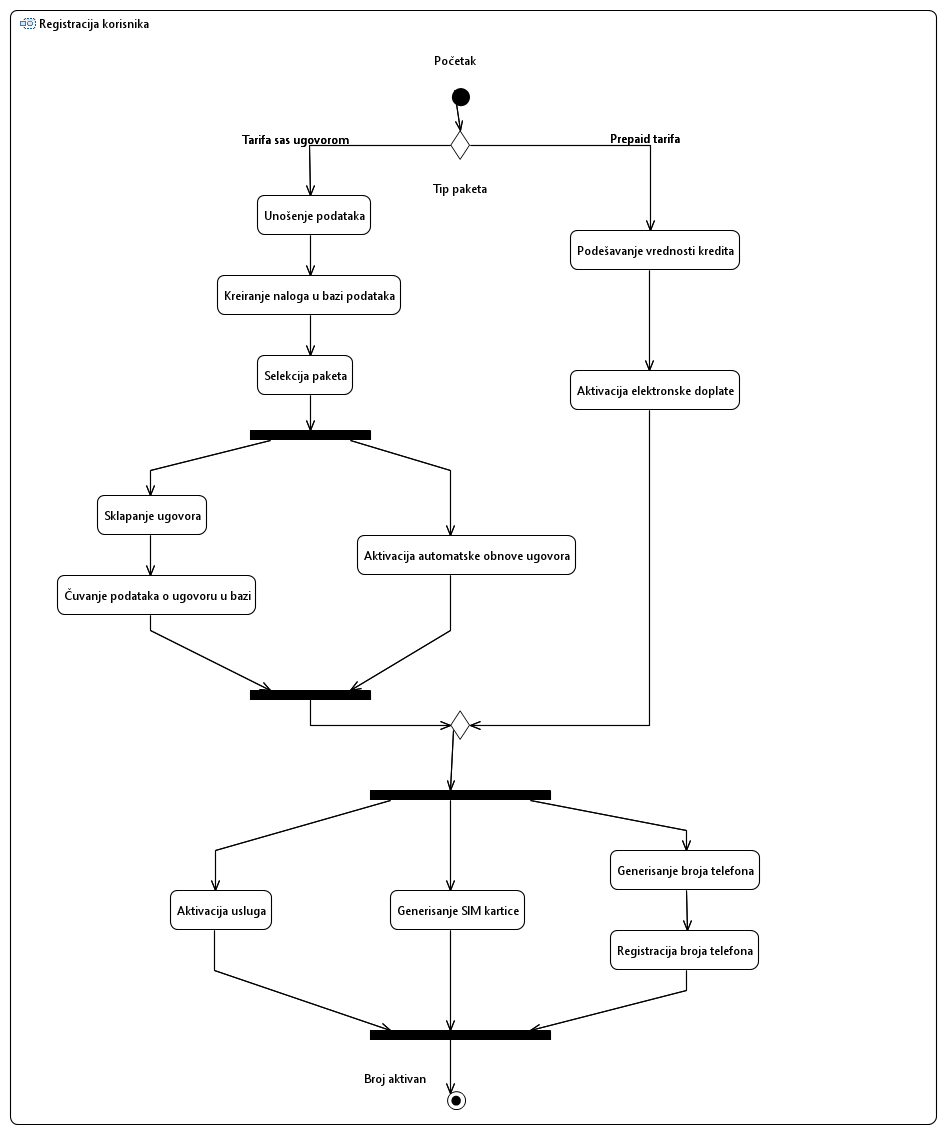 Registracija korisnika
Početak
Tarifa sas ugovorom
Prepaid tarifa
Tip paketa
Unošenje podataka
Podešavanje vrednosti kredita
Kreiranje naloga u bazi podataka
Selekcija paketa
Aktivacija elektronske doplate
Sklapanje ugovora
Aktivacija automatske obnove ugovora
Čuvanje podataka o ugovoru u bazi
Generisanje broja telefona
Aktivacija usluga
Generisanje SIM kartice
Registracija broja telefona
Broj aktivan